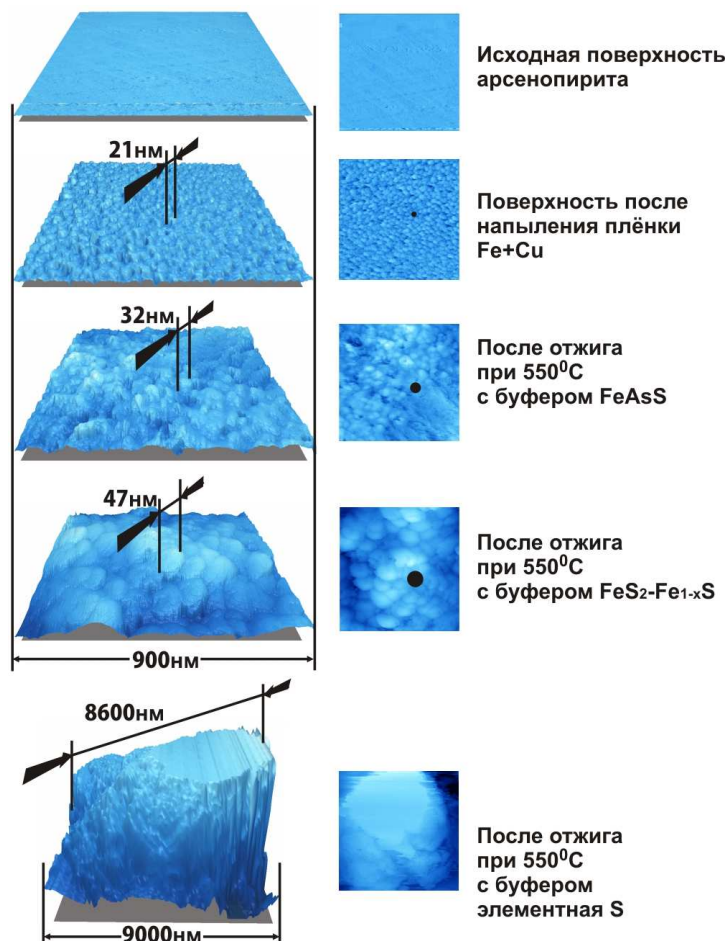 Исходная поверхность
арсенопирита
21нм
Поверхность после
напыления плёнки
Fe+Cu
32нм
После отжига
при 550⁰C
с буфером FeAsS
47нм
После отжига
при 550⁰C
с буфером FeS₂-Fe₁₋ₓS
900нм
8600нм
После отжига
при 550⁰C
с буфером
элементная S
9000нм